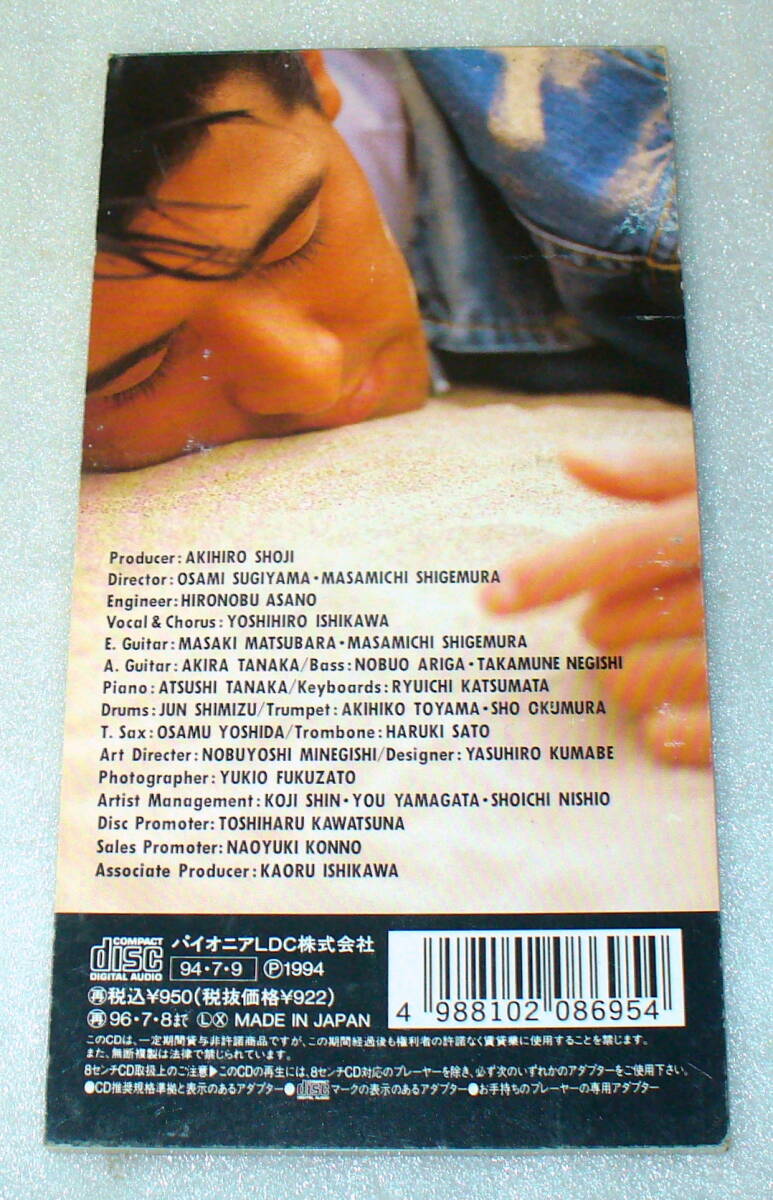 Producer:AKIHIRO SHOJI
Director:OSAMI SUGIYAMA・MASAMICHI SHIGEMURA
Engineer:HIRONOBU ASANO
Vocal & Chorus:YOSHIHIRO ISHIKAWA
E. Guitar:MASAKI MATSUBARA・MASAMICHI SHIGEMURA
A. Guitar:AKIRA TANAKA/Bass:NOBUO ARIGA・TAKAMUNE NEGISHI
Piano:ATSUSHI TANAKA/Keyboards:RYUICHI KATSUMATA
Drums:JUN SHIMIZU/Trumpet:AKIHIKO TOYAMA・SHO OKUMURA
T. Sax:OSAMU YOSHIDA/Trombone:HARUKI SATO
Art Directer:NOBUYOSHI MINEGISHI/Designer:YASUHIRO KUMABE
Photographer:YUKIO FUKUZATO
Artist Management:KOJI SHIN・YOU YAMAGATA・SHOICHI NISHIO
Disc Promoter:TOSHIHARU KAWATSUNA
Sales Promoter:NAOYUKI KONNO
Associate Producer:KAORU ISHIKAWA
COMPACT disc DIGITAL AUDIO
パイオニアLDC株式会社
94・7・9 Ⓟ1994
再税込¥950(税抜価格¥922)
再96・7・8まで ⓁⓍ MADE IN JAPAN
4 988102 086954
このCDは、一定期間貸与非許諾商品ですが、この期間経過後も権利者の許諾なく賃貸業に使用することを禁じます。
また、無断複製は法律で禁じられています。
8センチCD取扱上のご注意▶このCDの再生には、8センチCD対応のプレーヤーを除き、必ず次のいずれかのアダプターをご使用下さい。
●CD推奨規格準拠と表示のあるアダプター●discマークの表示のあるアダプター●お手持ちのプレーヤーの専用アダプター